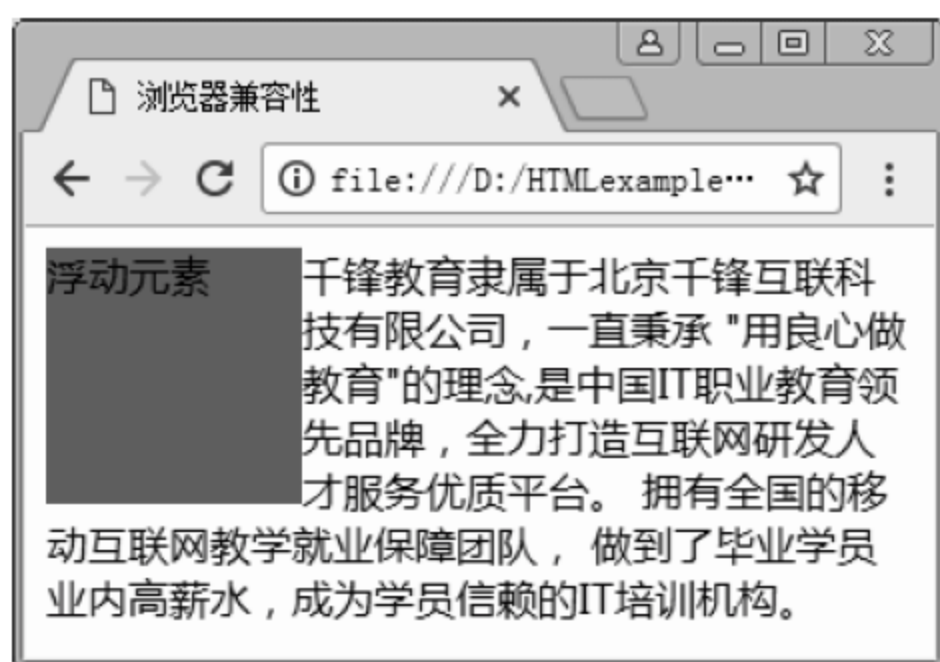 浏览器兼容性
file:///D:/HTMLexample…
浮动元素
千锋教育隶属于北京千锋互联科
技有限公司，一直秉承 "用良心做
教育"的理念,是中国IT职业教育领
先品牌，全力打造互联网研发人
才服务优质平台。 拥有全国的移
动互联网教学就业保障团队， 做到了毕业学员
业内高薪水，成为学员信赖的IT培训机构。